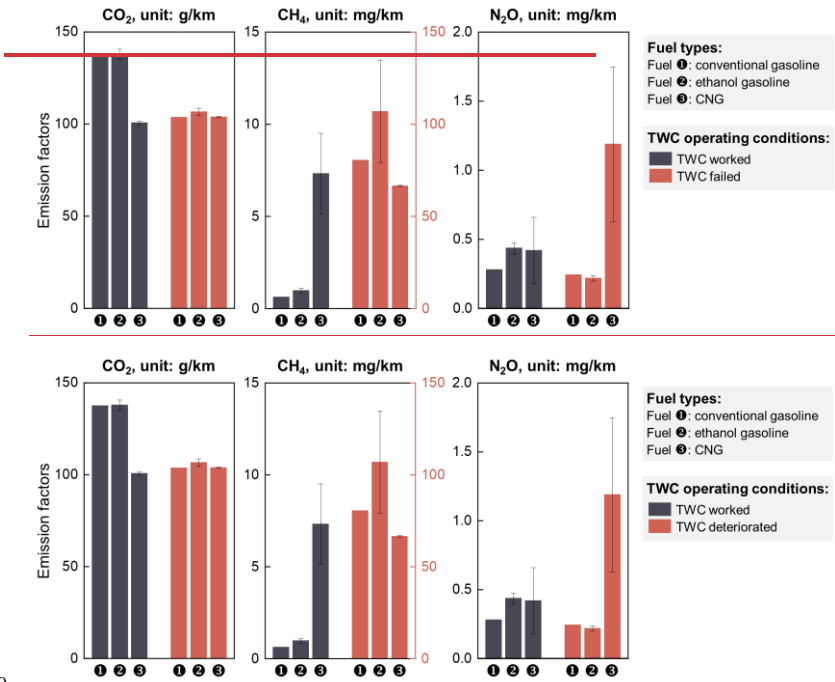 CO₂, unit: g/km
CH₄, unit: mg/km
N₂O, unit: mg/km
Emission factors
150
100
50
0
15
10
5
0
150
100
50
0
2.0
1.5
1.0
0.5
0.0
❶ ❷ ❸ ❶ ❷ ❸
❶ ❷ ❸ ❶ ❷ ❸
❶ ❷ ❸ ❶ ❷ ❸
Fuel types:
Fuel ❶: conventional gasoline
Fuel ❷: ethanol gasoline
Fuel ❸: CNG
TWC operating conditions:
TWC worked
TWC failed
CO₂, unit: g/km
CH₄, unit: mg/km
N₂O, unit: mg/km
Emission factors
150
100
50
0
15
10
5
0
150
100
50
0
2.0
1.5
1.0
0.5
0.0
❶ ❷ ❸ ❶ ❷ ❸
❶ ❷ ❸ ❶ ❷ ❸
❶ ❷ ❸ ❶ ❷ ❸
Fuel types:
Fuel ❶: conventional gasoline
Fuel ❷: ethanol gasoline
Fuel ❸: CNG
TWC operating conditions:
TWC worked
TWC deteriorated